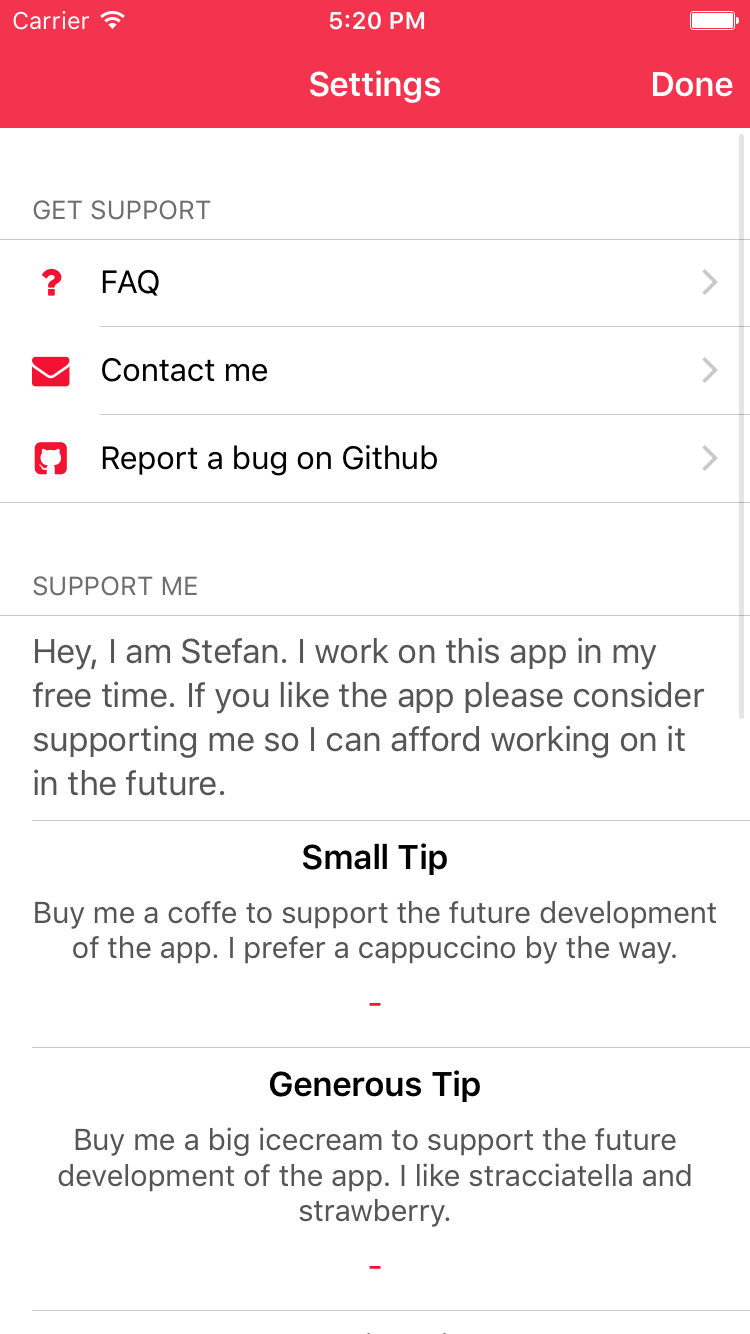 Carrier 5:20 PM
Settings Done
GET SUPPORT
FAQ
Contact me
Report a bug on Github
SUPPORT ME
Hey, I am Stefan. I work on this app in my
free time. If you like the app please consider
supporting me so I can afford working on it
in the future.
Small Tip
Buy me a coffe to support the future development
of the app. I prefer a cappuccino by the way.
-
Generous Tip
Buy me a big icecream to support the future
development of the app. I like stracciatella and
strawberry.
-